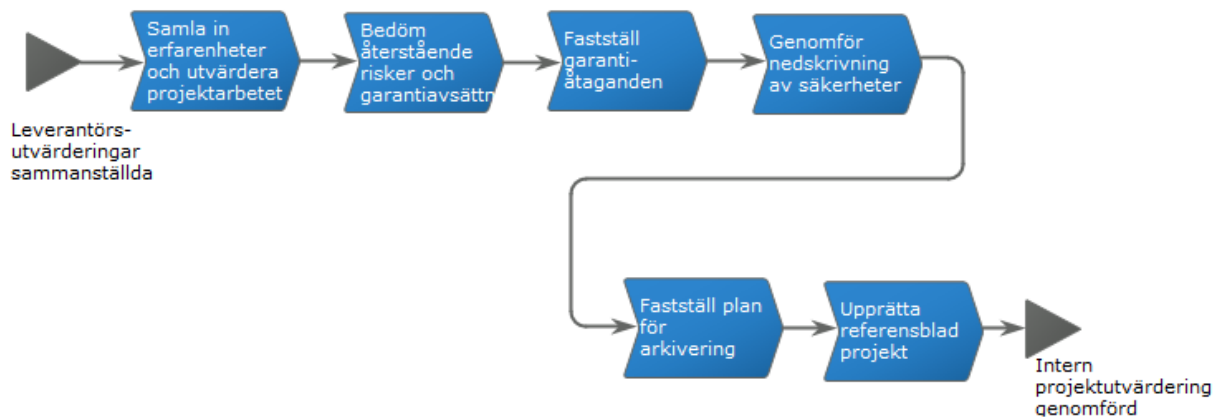 Samla in
erfarenheter
och utvärdera
projektarbetet
Bedöm
återstående
risker och
garantiavsättn
Fastställ
garanti-
åtaganden
Genomför
nedskrivning
av säkerheter
Leverantörs-
utvärderingar
sammanställda
Fastställ plan
för
arkivering
Upprätta
referensblad
projekt
Intern
projektutvärdering
genomförd